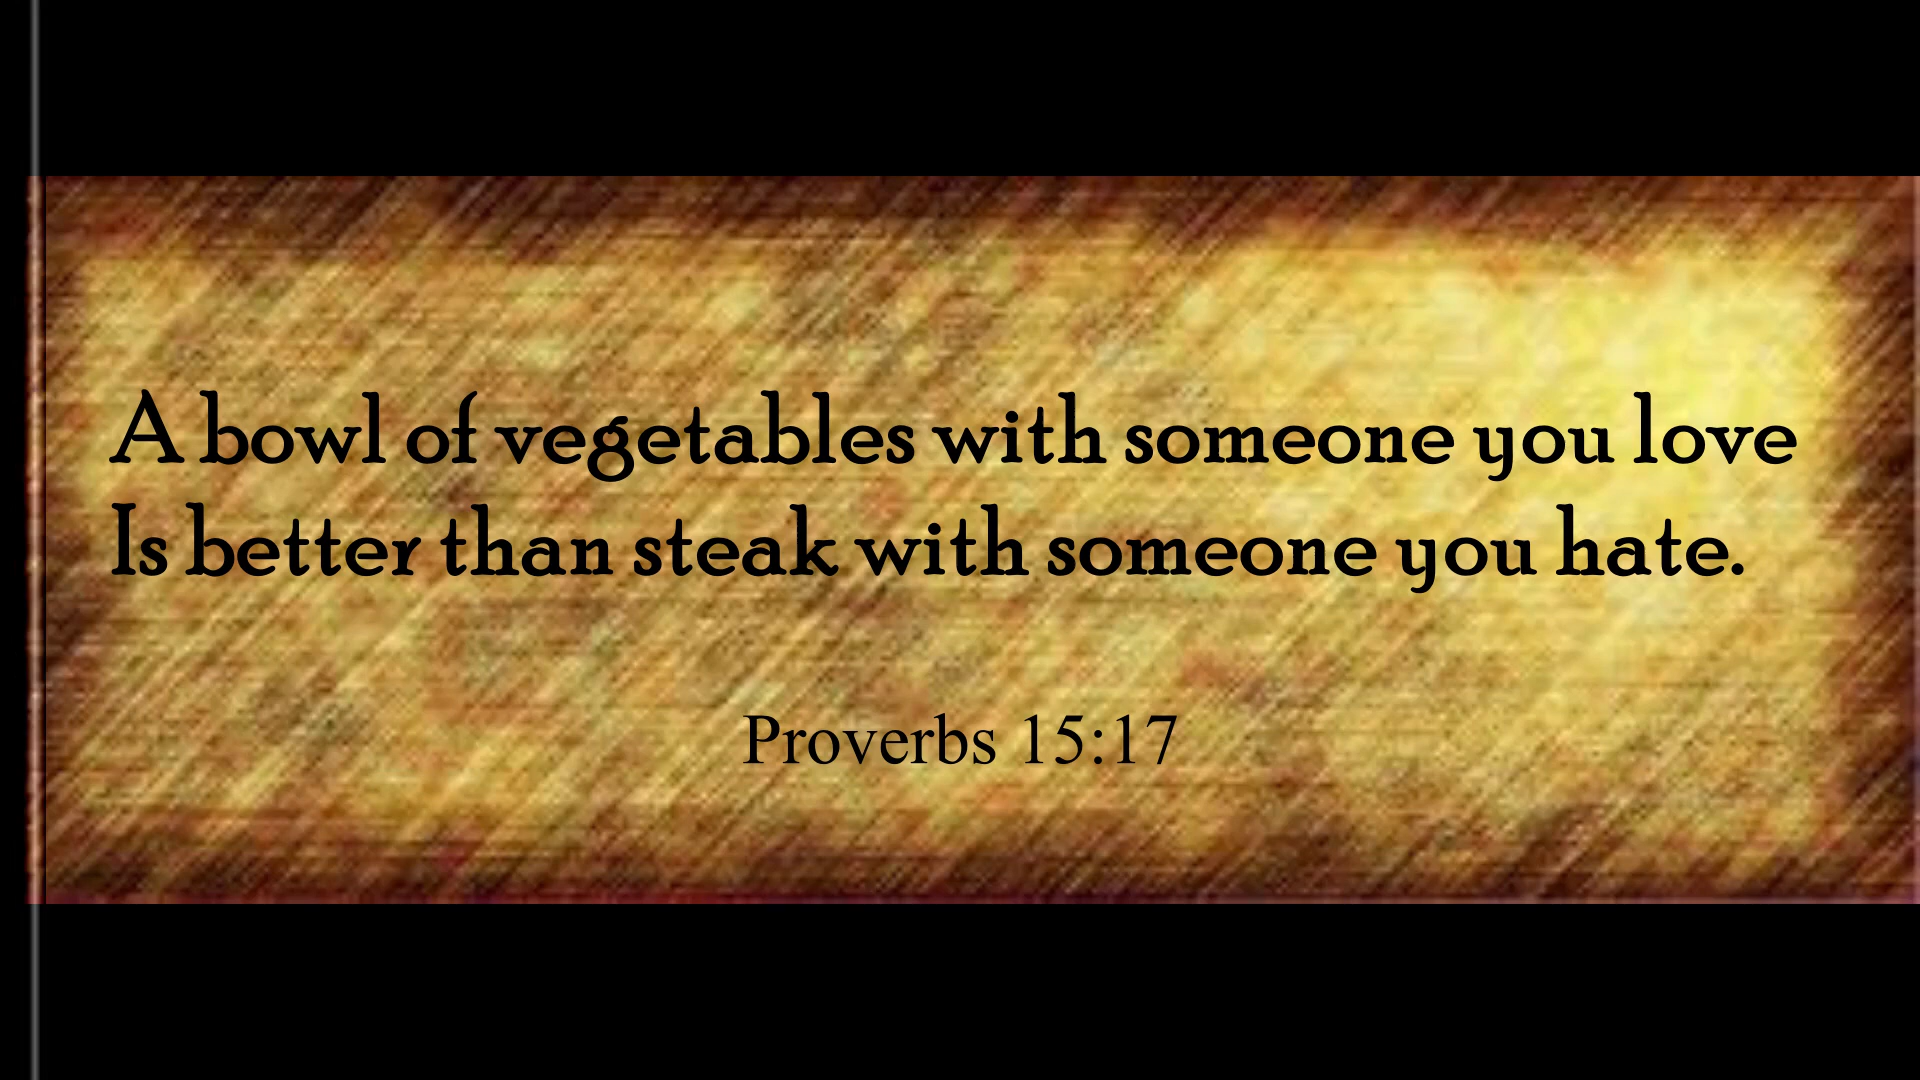 A bowl of vegetables with someone you love
Is better than steak with someone you hate.
Proverbs 15:17